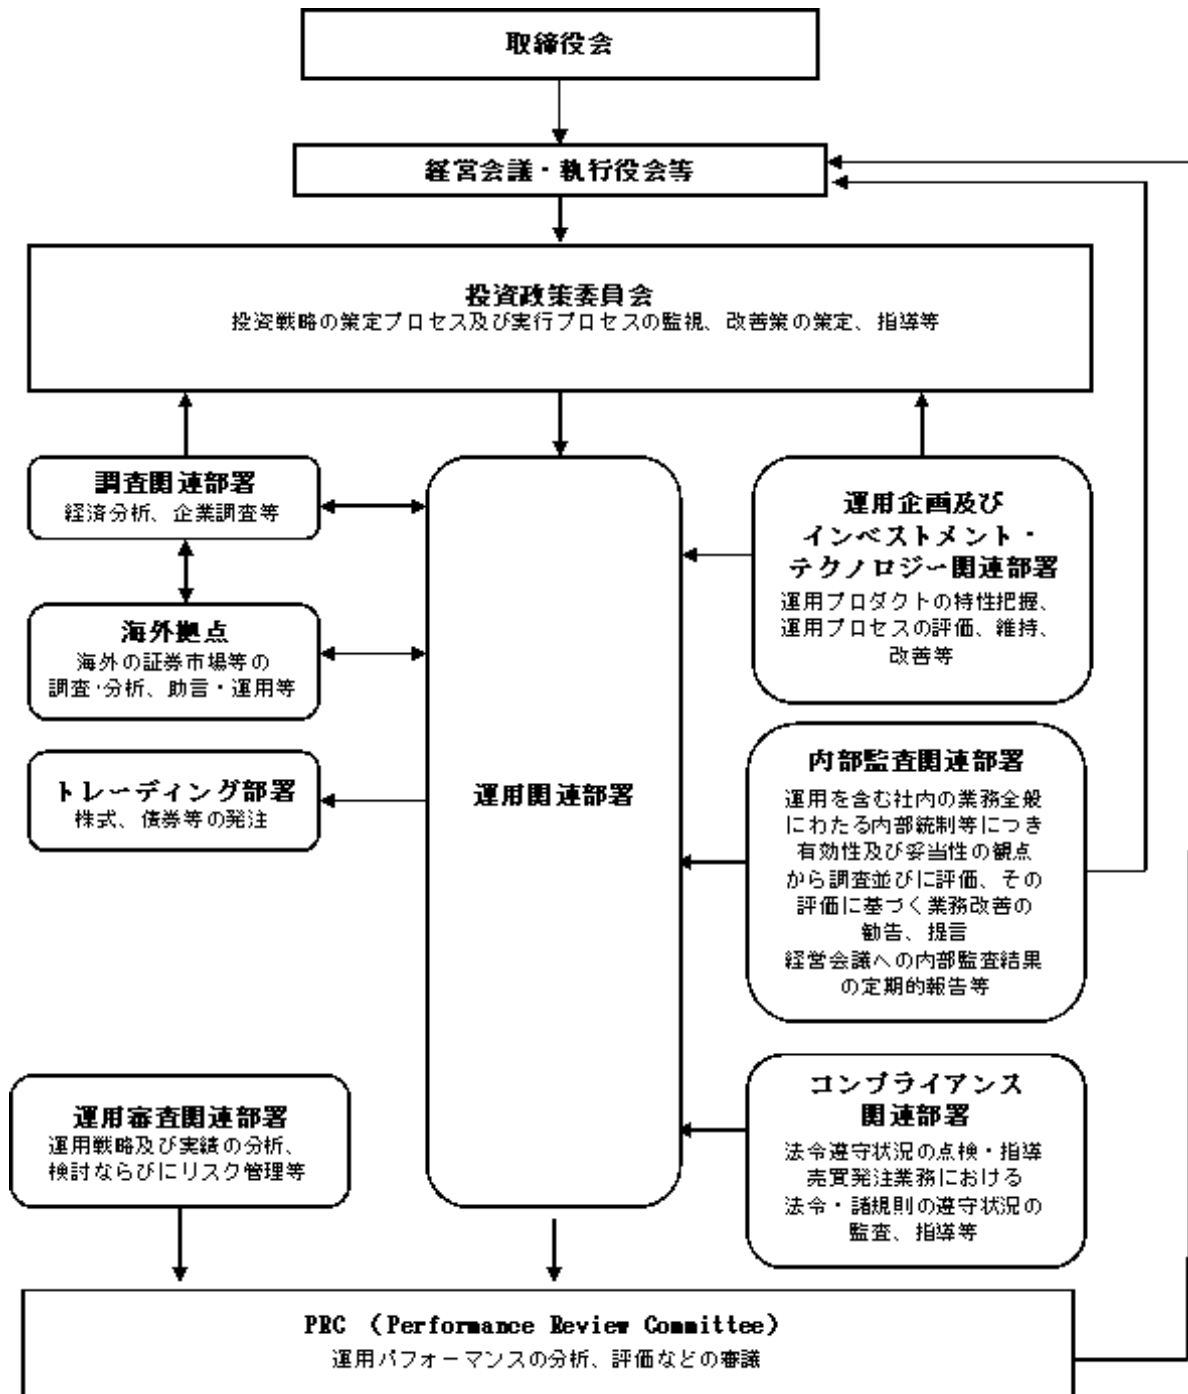 取締役会
経営会議・執行役会等
投資政策委員会
投資戦略の策定プロセス及び実行プロセスの監視、改善策の策定、指導等
調査関連部署
経済分析、企業調査等
海外拠点
海外の証券市場等の
調査・分析、助言・運用等
トレーディング部署
株式、債券等の発注
運用審査関連部署
運用戦略及び実績の分析、
検討ならびにリスク管理等
運用関連部署
運用企画及び
インベストメント・
テクノロジー関連部署
運用プロダクトの特性把握、
運用プロセスの評価、維持、
改善等
内部監査関連部署
運用を含む社内の業務全般
にわたる内部統制等につき
有効性及び妥当性の観点
から調査並びに評価、その
評価に基づく業務改善の
勧告、提言
経営会議への内部監査結果
の定期的報告等
コンプライアンス
関連部署
法令遵守状況の点検・指導
売買発注業務における
法令・諸規則の遵守状況の
監査、指導等
PRC （Performance Review Committee）
運用パフォーマンスの分析、評価などの審議